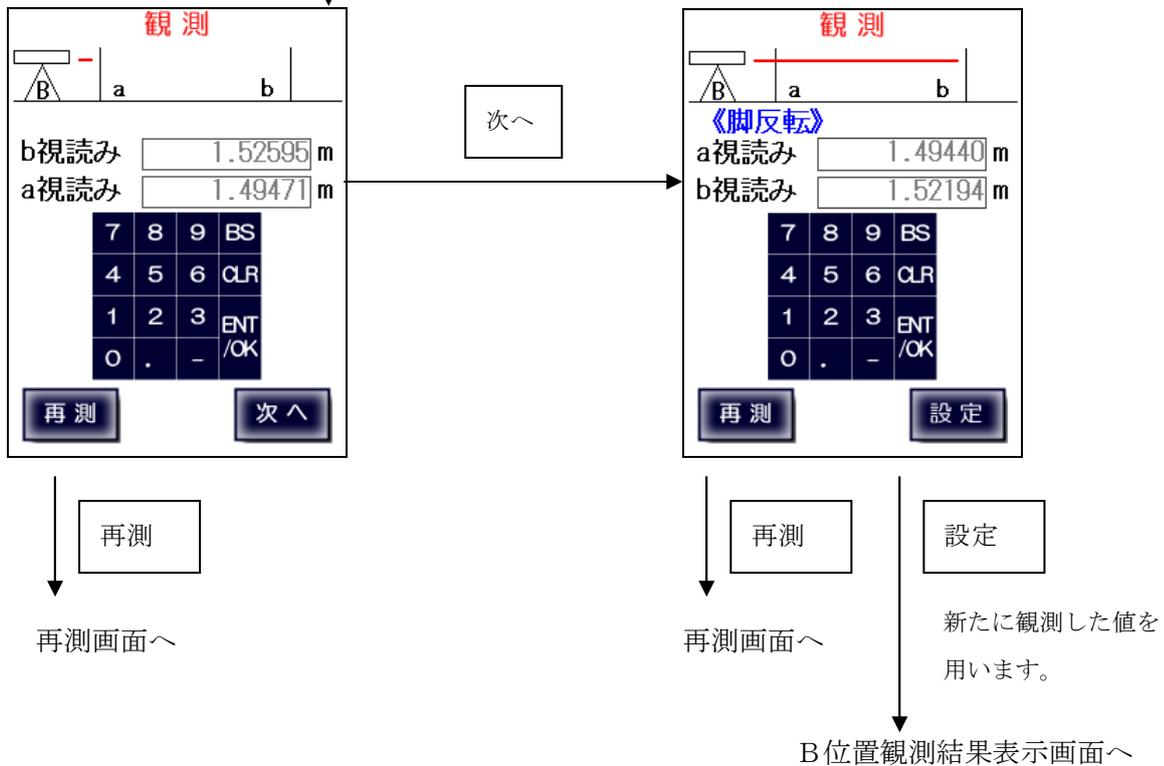 観 測
B a b
b視読み 1.52595 m
a視読み 1.49471 m
7 8 9 BS
4 5 6 CLR
1 2 3 ENT/OK
0 . -
再 測 次 へ
次へ
観 測
B a b
《脚反転》
a視読み 1.49440 m
b視読み 1.52194 m
7 8 9 BS
4 5 6 CLR
1 2 3 ENT/OK
0 . -
再 測 設 定
再測
再測画面へ
再測
再測画面へ
設定
新たに観測した値を
用います。
B位置観測結果表示画面へ